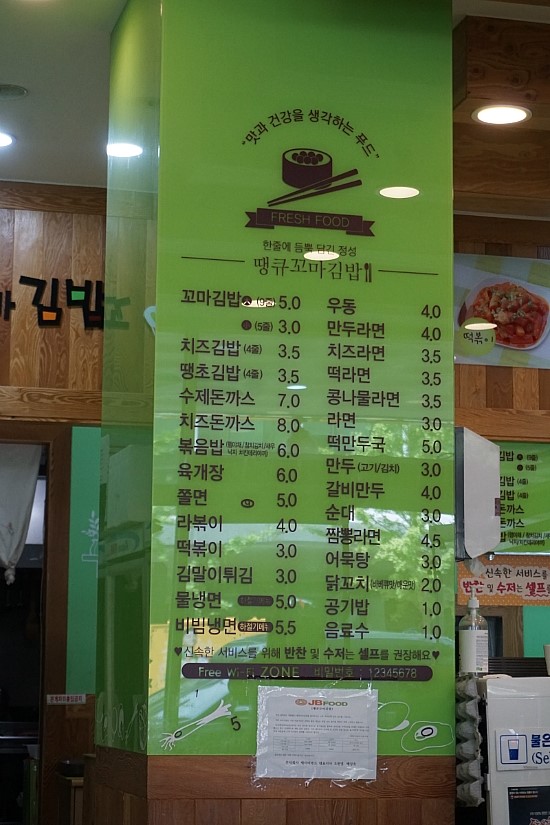 "맛과 건강을 생각하는 푸드"
FRESH FOOD
한줄에 듬뿍 담긴 정성
땡큐꼬마김밥
꼬마김밥 5.0
(5줄) 3.0
치즈김밥 (4줄) 3.5
땡초김밥 (4줄) 3.5
수제돈까스 7.0
치즈돈까스 8.0
볶음밥 6.0
육개장 6.0
쫄면 5.0
라볶이 4.0
떡볶이 3.0
김말이튀김 3.0
물냉면
비빔냉면 5.5
우동 4.0
만두라면 4.0
치즈라면 3.5
떡라면 3.5
콩나물라면 3.5
라면 3.0
떡만두국 5.0
만두 (고기/김치) 3.0
갈비만두 4.0
순대 3.0
짬뽕라면 4.5
어묵탕 3.0
닭꼬치 2.0
공기밥 1.0
음료수 1.0
♥신속한 서비스를 위해 반찬 및 수저는 셀프를 권장해요♥
Free Wi-Fi ZONE 비밀번호 : 12345678
5
JBFOOD
김밥
떡볶이
신속한 서비스를
반찬 및 수저는 셀프
물은
(Se